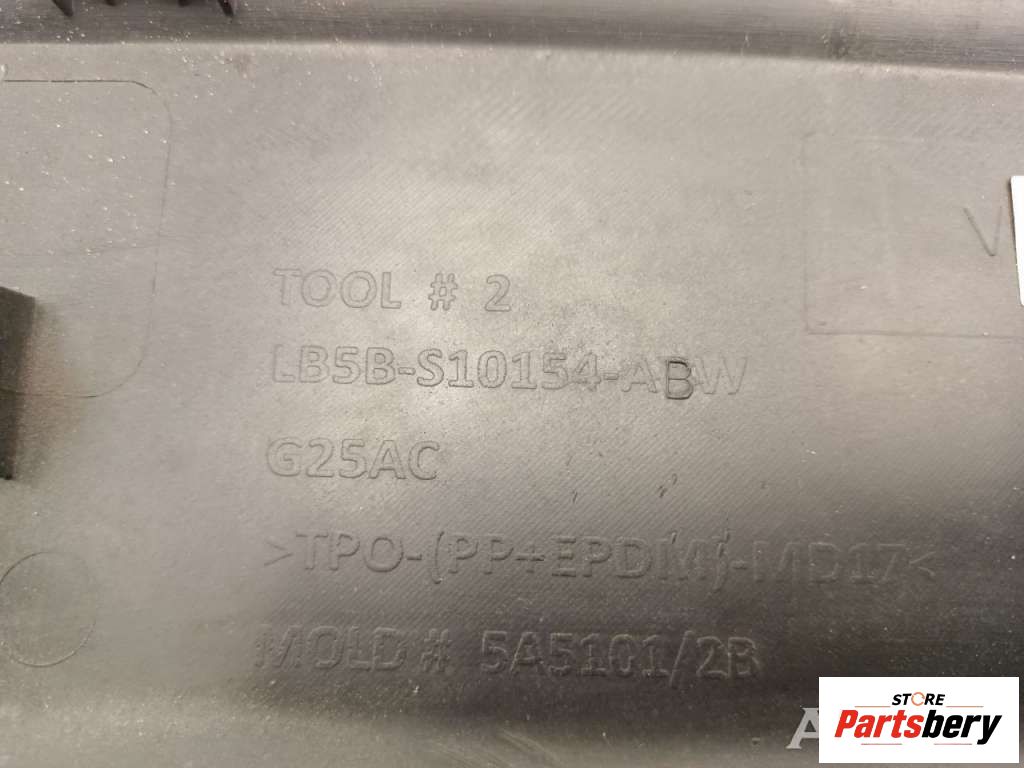 V
TOOL # 2
LB5B-S10154-ABW
G25AC
>TPO-(PP+EPDM)-MD17<
MOLD # 5A5101/2B
STORE
Partsbery